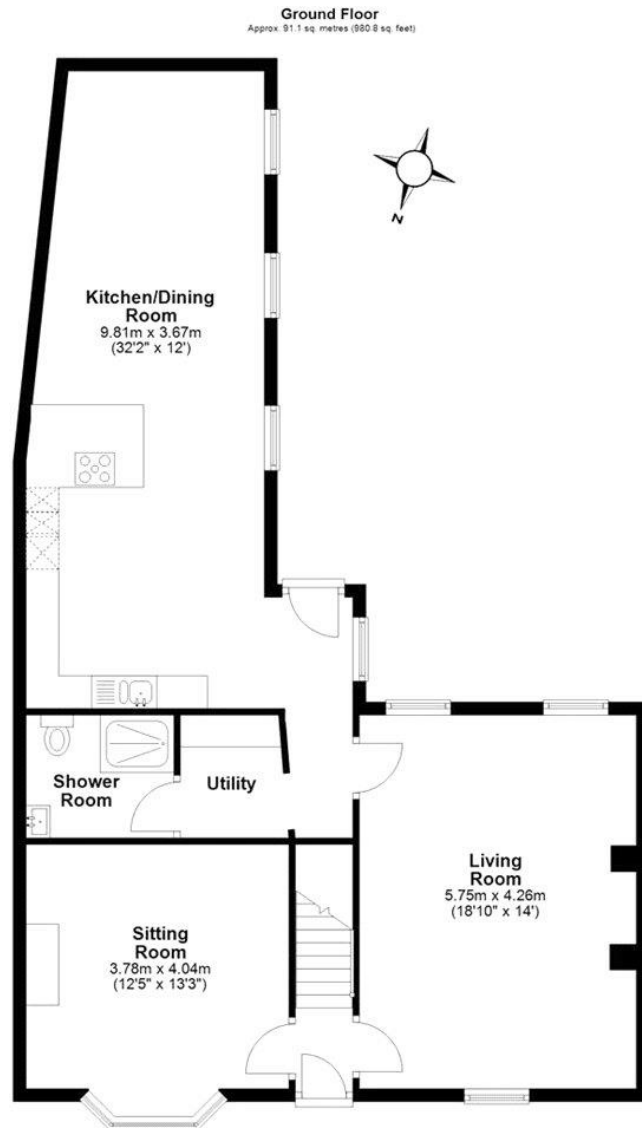 Ground Floor
Approx. 91.1 sq. metres (980.8 sq. feet)
N
Kitchen/Dining
Room
9.81m x 3.67m
(32'2" x 12')
Shower
Room
Utility
Living
Room
5.75m x 4.26m
(18'10" x 14')
Sitting
Room
3.78m x 4.04m
(12'5" x 13'3")